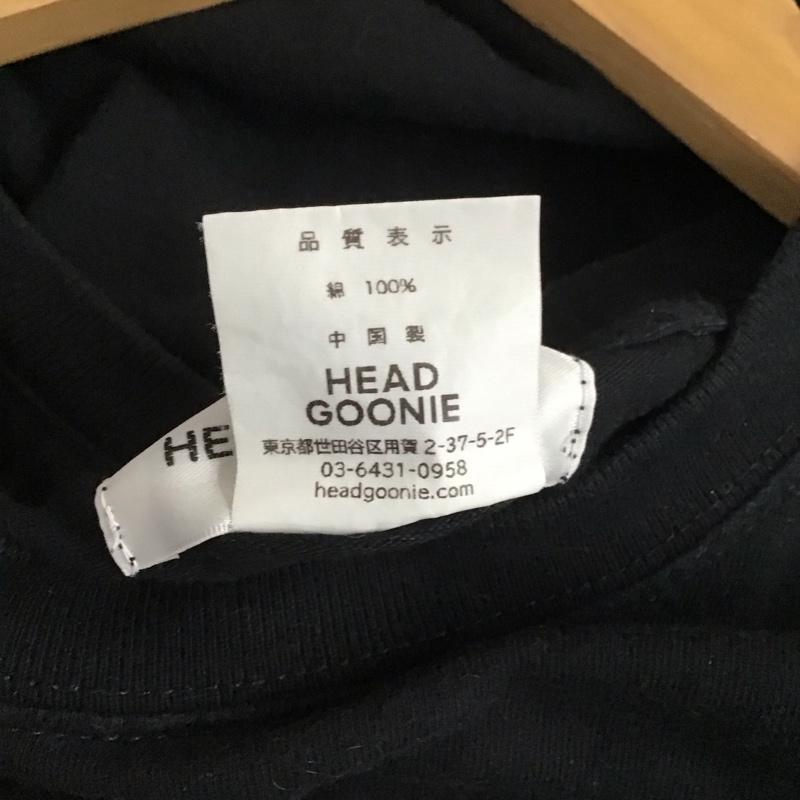 品質表示
綿 100%
中国製
HEAD
GOONIE
東京都世田谷区用賀 2-37-5-2F
03-6431-0958
headgoonie.com
HE